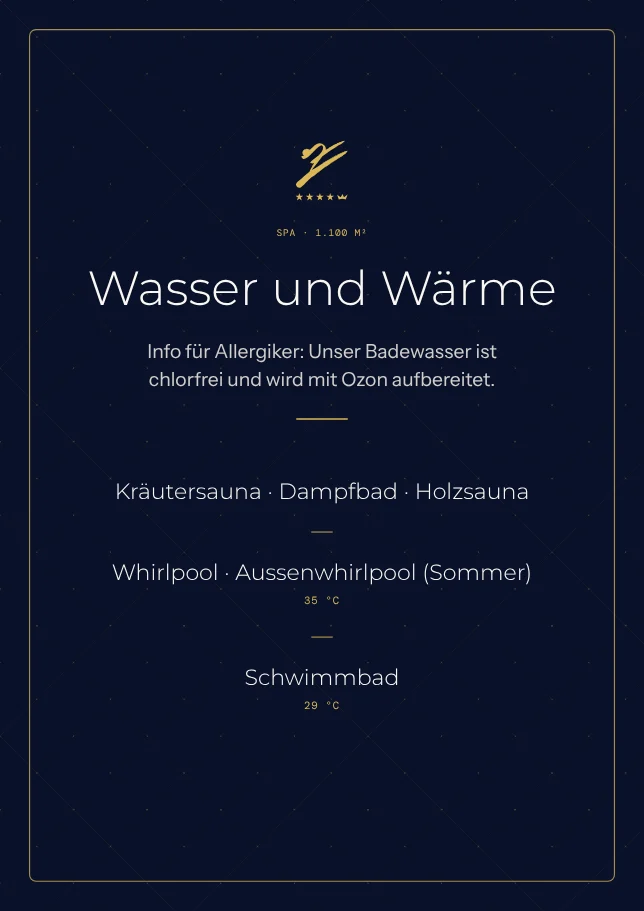 SPA · 1.100 M²
Wasser und Wärme
Info für Allergiker: Unser Badewasser ist
chlorfrei und wird mit Ozon aufbereitet.
Kräutersauna · Dampfbad · Holzsauna
Whirlpool · Aussenwhirlpool (Sommer)
35 °C
Schwimmbad
29 °C